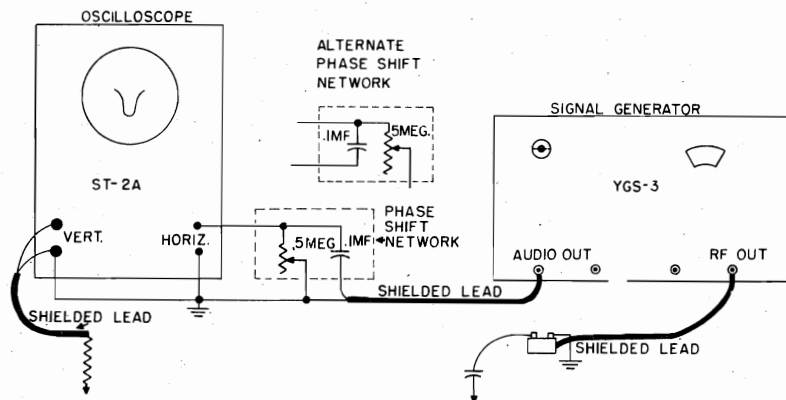 OSCILLOSCOPE
ST-2A
VERT.
HORIZ.
ALTERNATE
PHASE SHIFT
NETWORK
.1MF
.5MEG.
PHASE
SHIFT
NETWORK
.5MEG
.1MF
SHIELDED LEAD
SHIELDED LEAD
SIGNAL GENERATOR
YGS-3
AUDIO OUT
RF OUT
SHIELDED LEAD